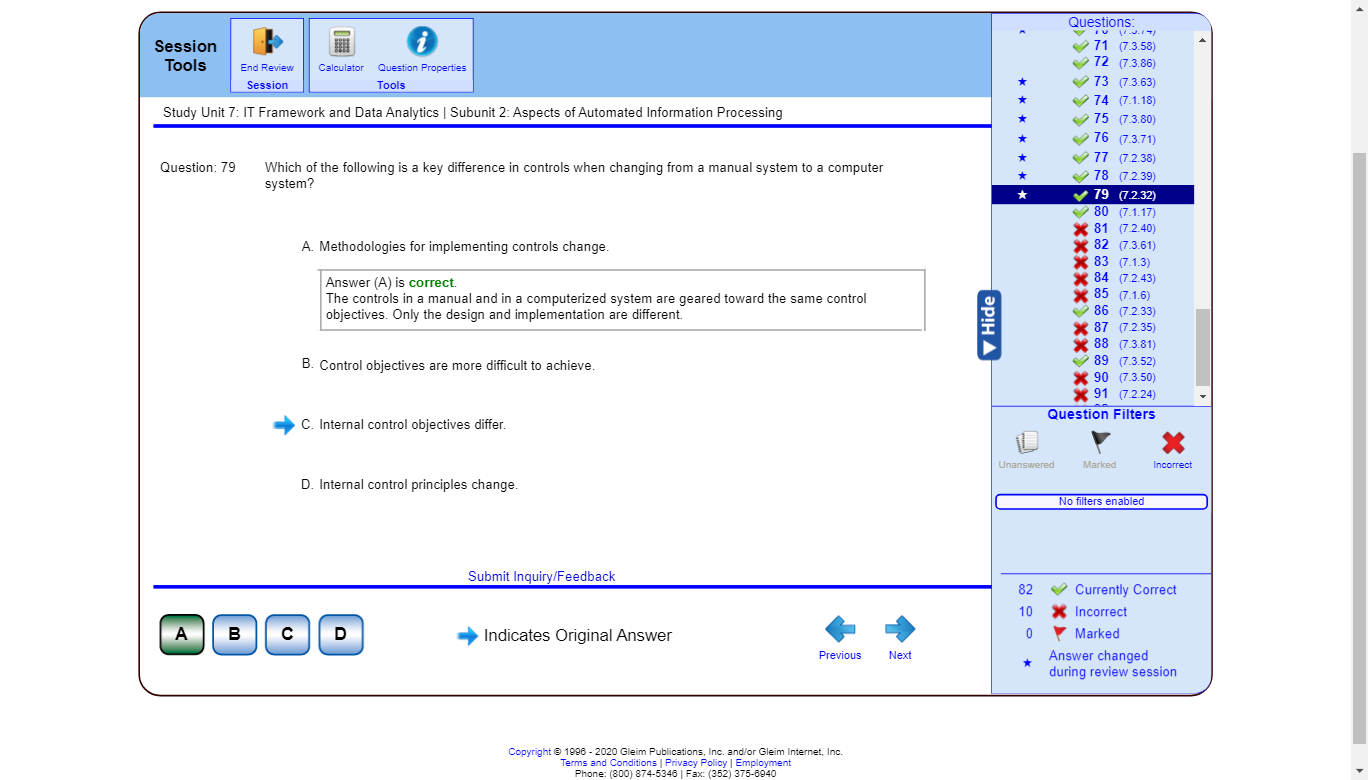 Session
Tools
End Review
Session
Calculator
Question Properties
Tools
Study Unit 7: IT Framework and Data Analytics | Subunit 2: Aspects of Automated Information Processing
Question: 79
Which of the following is a key difference in controls when changing from a manual system to a computer
system?
A. Methodologies for implementing controls change.
Answer (A) is correct.
The controls in a manual and in a computerized system are geared toward the same control
objectives. Only the design and implementation are different.
B. Control objectives are more difficult to achieve.
C. Internal control objectives differ.
D. Internal control principles change.
Submit Inquiry/Feedback
A
B
C
D
Indicates Original Answer
Previous
Next
Hide
Questions:
70 (7.3.74)
71 (7.3.58)
72 (7.3.86)
73 (7.3.63)
74 (7.1.18)
75 (7.3.80)
76 (7.3.71)
77 (7.2.38)
78 (7.2.39)
79 (7.2.32)
80 (7.1.17)
81 (7.2.40)
82 (7.3.61)
83 (7.1.3)
84 (7.2.43)
85 (7.1.6)
86 (7.2.33)
87 (7.2.35)
88 (7.3.81)
89 (7.3.52)
90 (7.3.50)
91 (7.2.24)
Question Filters
Unanswered
Marked
Incorrect
No filters enabled
82 Currently Correct
10 Incorrect
0 Marked
Answer changed
during review session
Copyright © 1996 - 2020 Gleim Publications, Inc. and/or Gleim Internet, Inc.
Terms and Conditions | Privacy Policy | Employment
Phone: (800) 874-5346 | Fax: (352) 375-6940